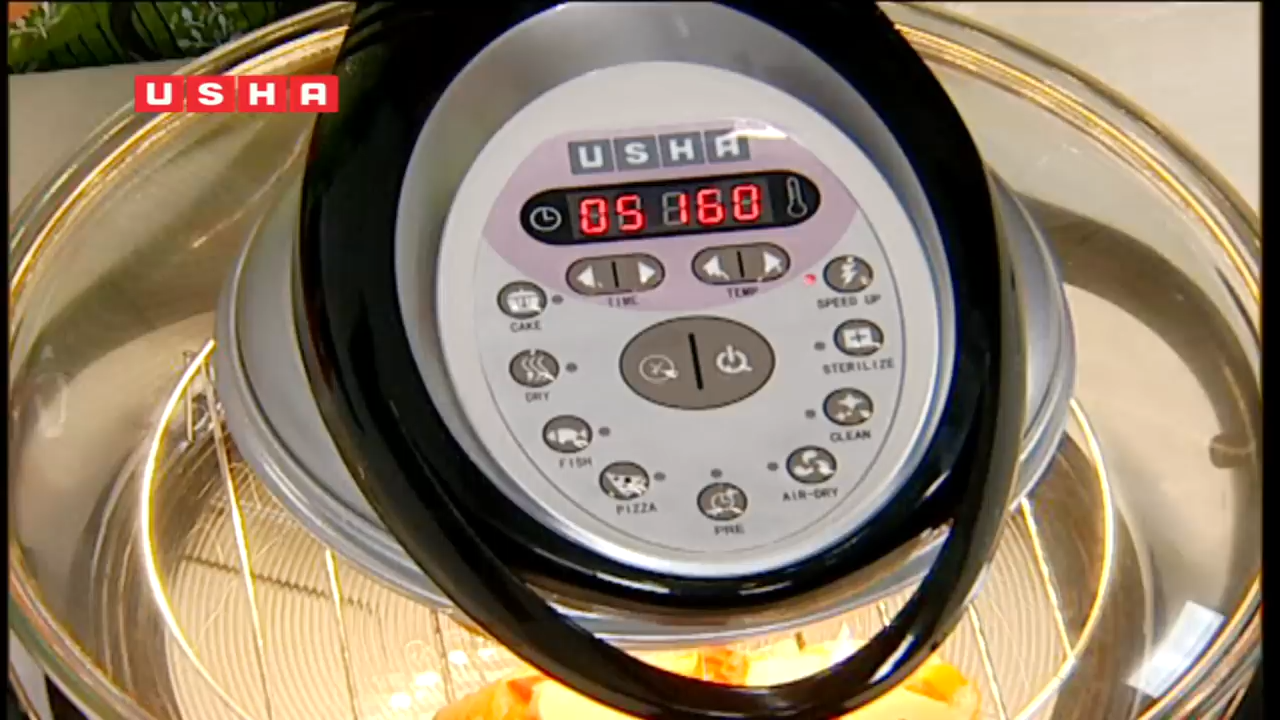 USHA
USHA
05 160
TIME TEMP
SPEED UP
CAKE
STERILIZE
DRY
CLEAN
FISH
AIR-DRY
PIZZA
PRE